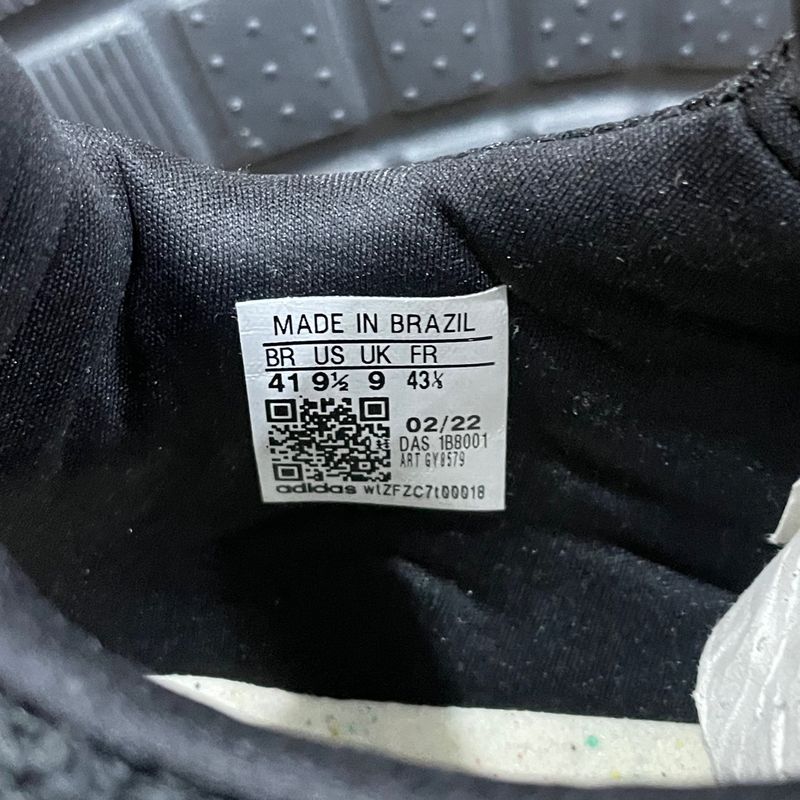 MADE IN BRAZIL
BR US UK FR
41 9½ 9 43⅓
02/22
DAS 1B8001
ART GY8579
adidas wlZFZC7t00018